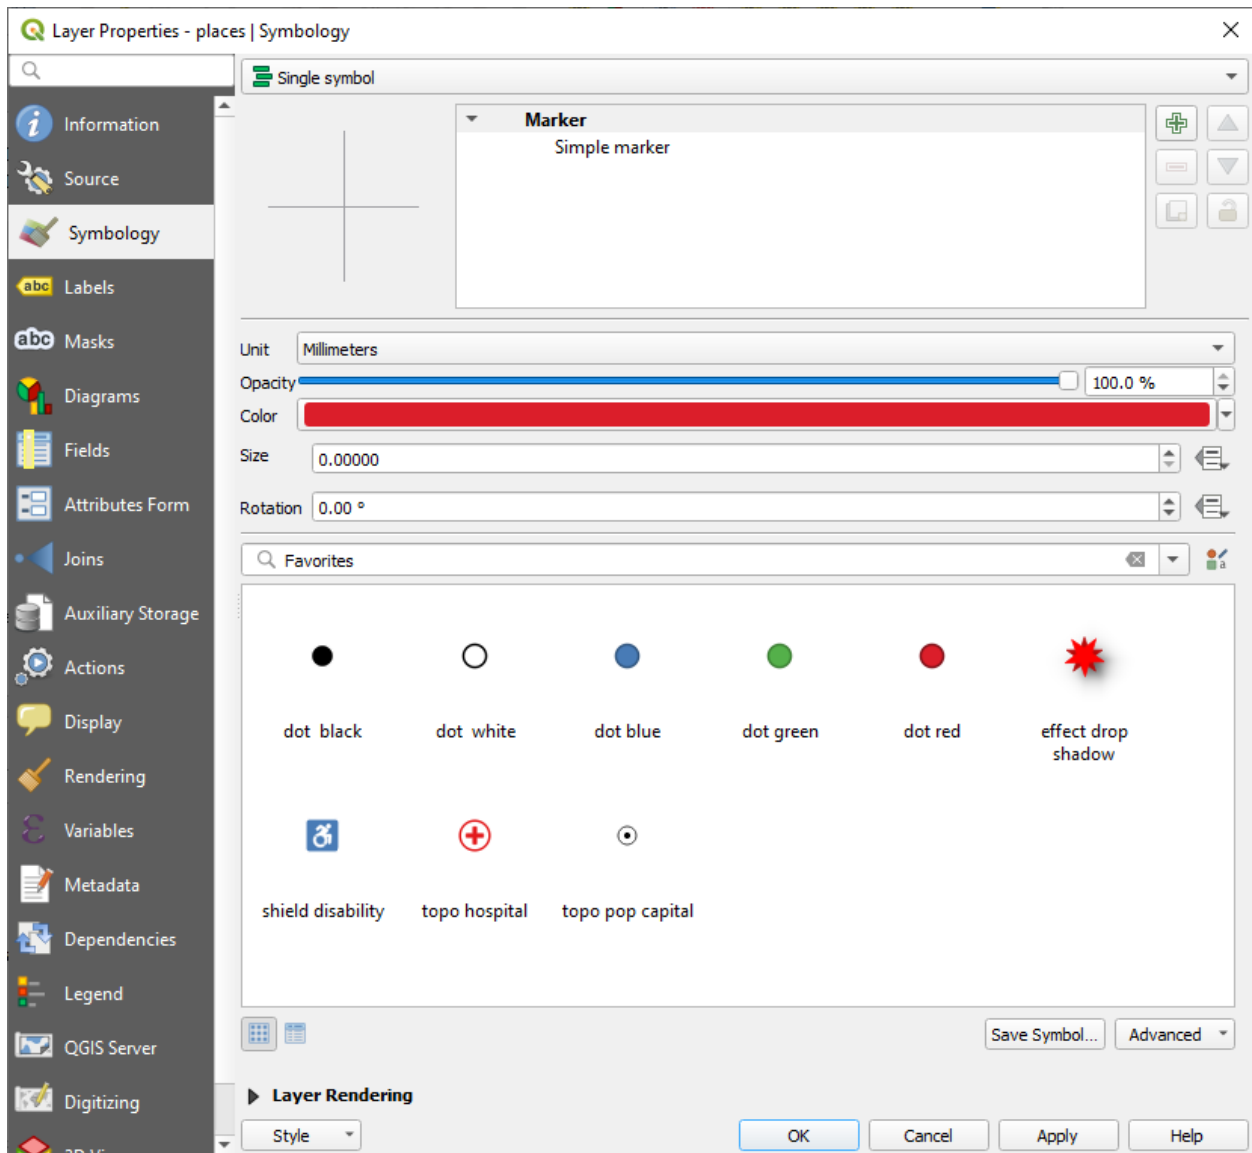 Layer Properties - places | Symbology
Single symbol
Information
Source
Symbology
abc Labels
abc Masks
Diagrams
Fields
Attributes Form
Joins
Auxiliary Storage
Actions
Display
Rendering
Variables
Metadata
Dependencies
Legend
QGIS Server
Digitizing
Marker
Simple marker
Unit Millimeters
Opacity 100.0 %
Color
Size 0.00000
Rotation 0.00 °
Favorites
dot black dot white dot blue dot green dot red effect drop
shadow
shield disability topo hospital topo pop capital
Save Symbol... Advanced
Layer Rendering
Style OK Cancel Apply Help